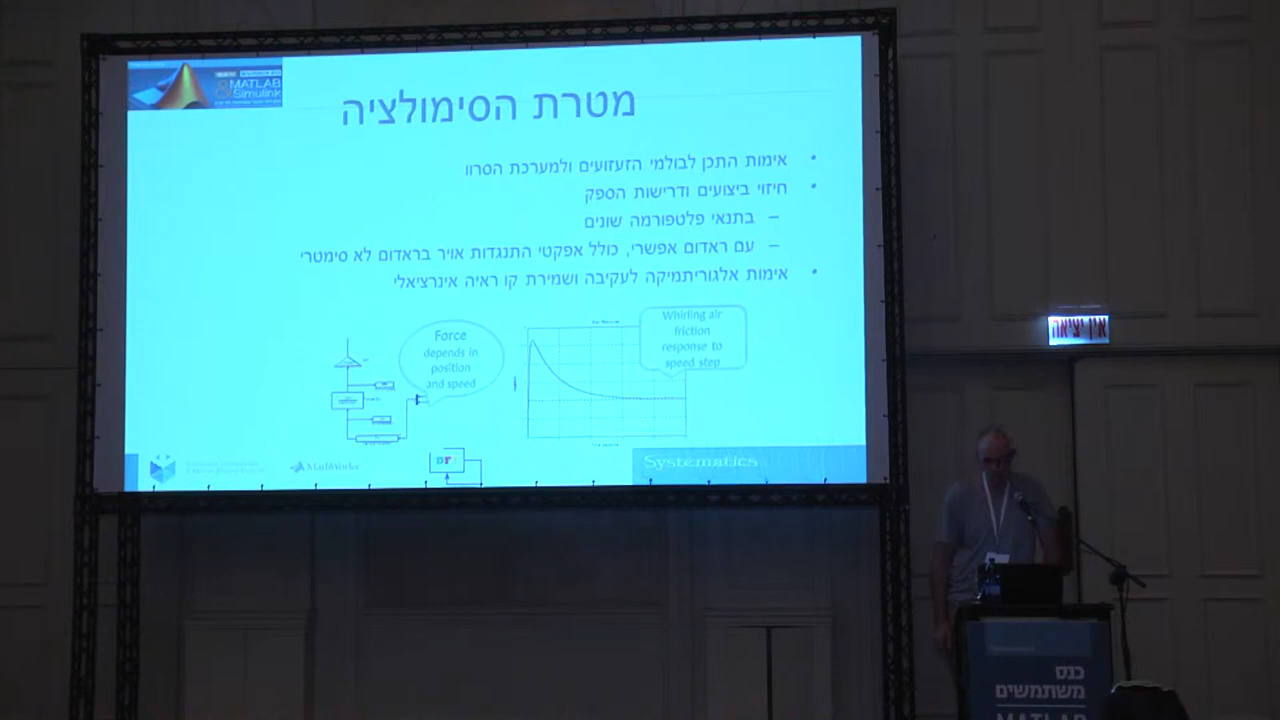 MATLAB
& Simulink
מטרת הסימולציה
• אימות התכן לבולמי הזעזועים ולמערכת הסרוו
• חיזוי ביצועים ודרישות הספק
– בתנאי פלטפורמה שונים
– עם ראדום אפשרי, כולל אפקטי התנגדות אויר בראדום לא סימטרי
• אימות אלגוריתמיקה לעקיבה ושמירת קו ראיה אינרציאלי
Force
depends in
position
and speed
Whirling air
friction
response to
speed step
MathWorks
Systematics
אין יציאה
כנס
משתמשים
MATLAB